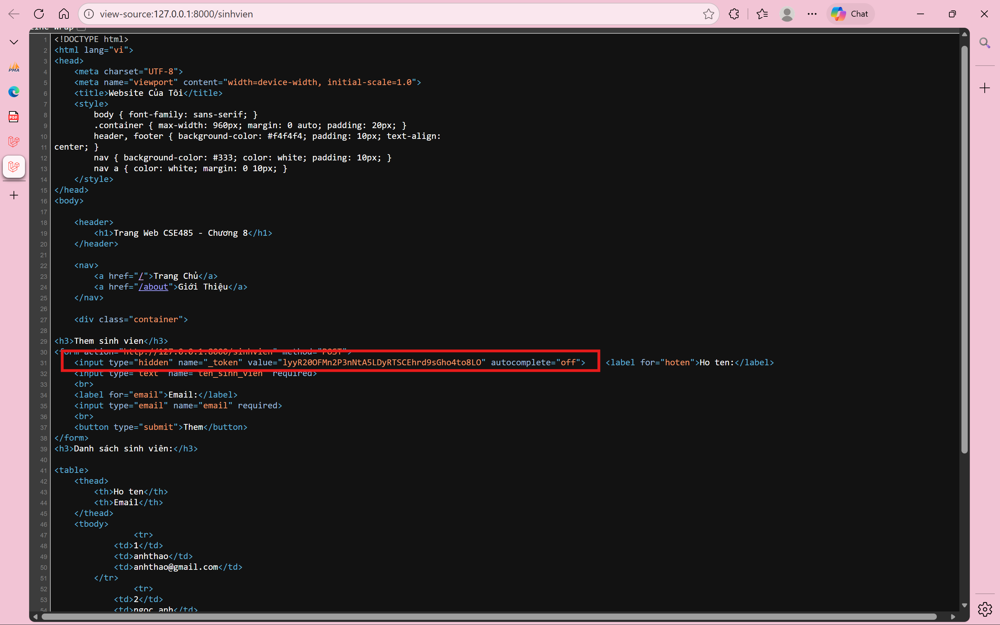 view-source:127.0.0.1:8000/sinhvien
Chat
PMA
PDF
1 <!DOCTYPE html>
2 <html lang="vi">
3 <head>
4 <meta charset="UTF-8">
5 <meta name="viewport" content="width=device-width, initial-scale=1.0">
6 <title>Website Của Tôi</title>
7 <style>
8 body { font-family: sans-serif; }
9 .container { max-width: 960px; margin: 0 auto; padding: 20px; }
10 header, footer { background-color: #f4f4f4; padding: 10px; text-align:
11 center; }
12 nav { background-color: #333; color: white; padding: 10px; }
13 nav a { color: white; margin: 0 10px; }
14 </style>
15 </head>
16 <body>
17
18 <header>
19 <h1>Trang Web CSE485 - Chương 8</h1>
20 </header>
21
22 <nav>
23 <a href="/">Trang Chủ</a>
24 <a href="/about">Giới Thiệu</a>
25 </nav>
26
27 <div class="container">
28
29 <h3>Them sinh vien</h3>
30 <form action="http://127.0.0.1:8000/sinhvien" method="POST">
31 <input type="hidden" name="_token" value="lyyR20OFMn2P3nNtA5LDyRTSCEhrd9sGho4to8LO" autocomplete="off"> <label for="hoten">Ho ten:</label>
32 <input type="text" name="ten_sinh_vien" required>
33 <br>
34 <label for="email">Email:</label>
35 <input type="email" name="email" required>
36 <br>
37 <button type="submit">Them</button>
38 </form>
39 <h3>Danh sách sinh viên:</h3>
40
41 <table>
42 <thead>
43 <th>Ho ten</th>
44 <th>Email</th>
45 </thead>
46 <tbody>
47 <tr>
48 <td>1</td>
49 <td>anhthao</td>
50 <td>anhthao@gmail.com</td>
51 </tr>
52 <tr>
53 <td>2</td>
54 <td>ngoc anh</td>